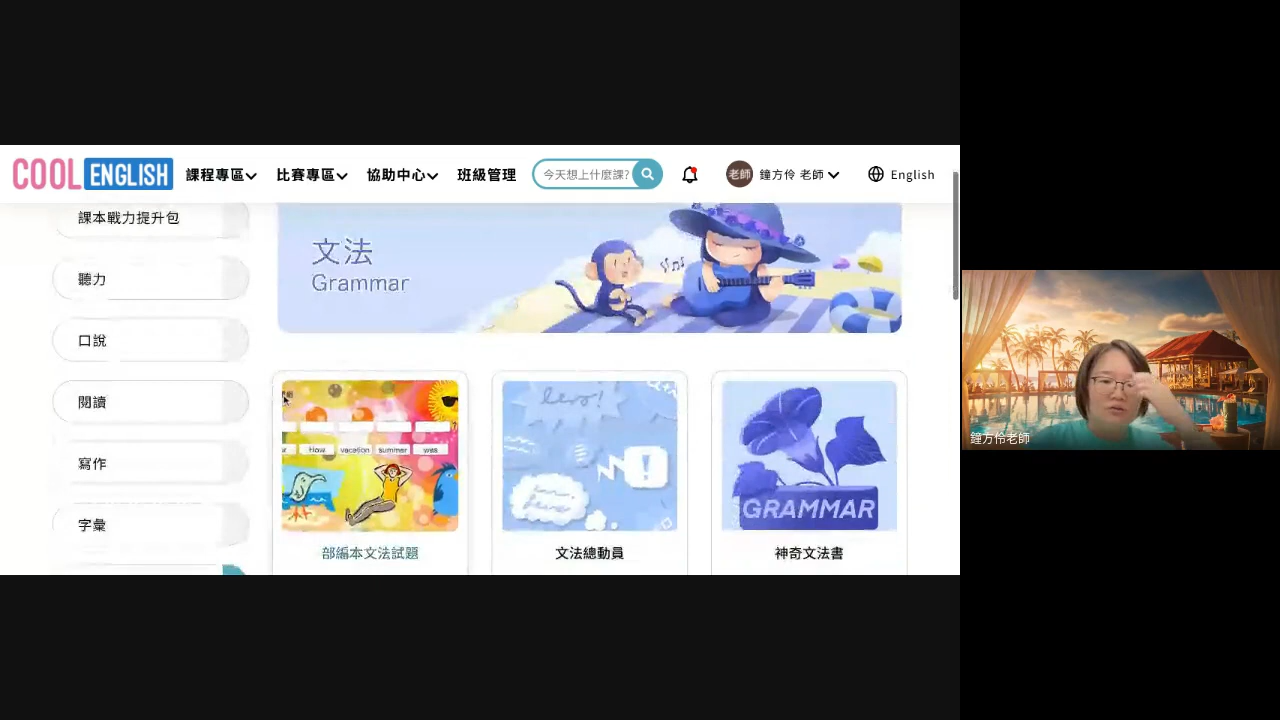 COOL ENGLISH
課程專區
比賽專區
協助中心
班級管理
今天想上什麼課?
老師
鐘方伶 老師
English
課本戰力提升包
聽力
口說
閱讀
寫作
字彙
文法
Grammar
How
vacation
summer
was
部編本文法試題
文法總動員
GRAMMAR
神奇文法書
鐘方伶老師